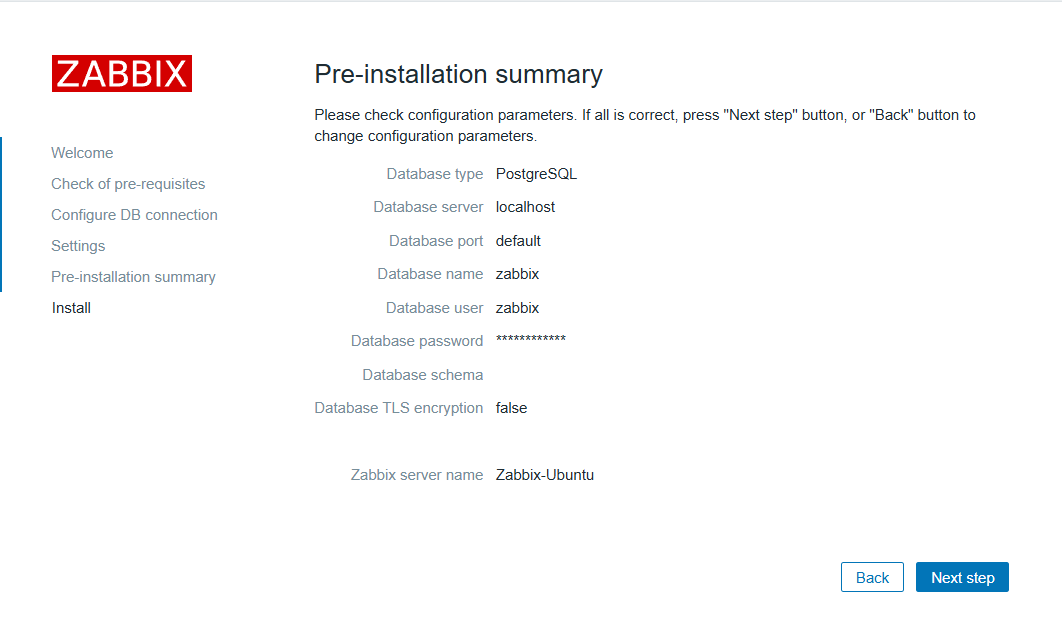 ZABBIX
Welcome
Check of pre-requisites
Configure DB connection
Settings
Pre-installation summary
Install
Pre-installation summary
Please check configuration parameters. If all is correct, press "Next step" button, or "Back" button to
change configuration parameters.
Database type PostgreSQL
Database server localhost
Database port default
Database name zabbix
Database user zabbix
Database password ************
Database schema
Database TLS encryption false
Zabbix server name Zabbix-Ubuntu
Back Next step